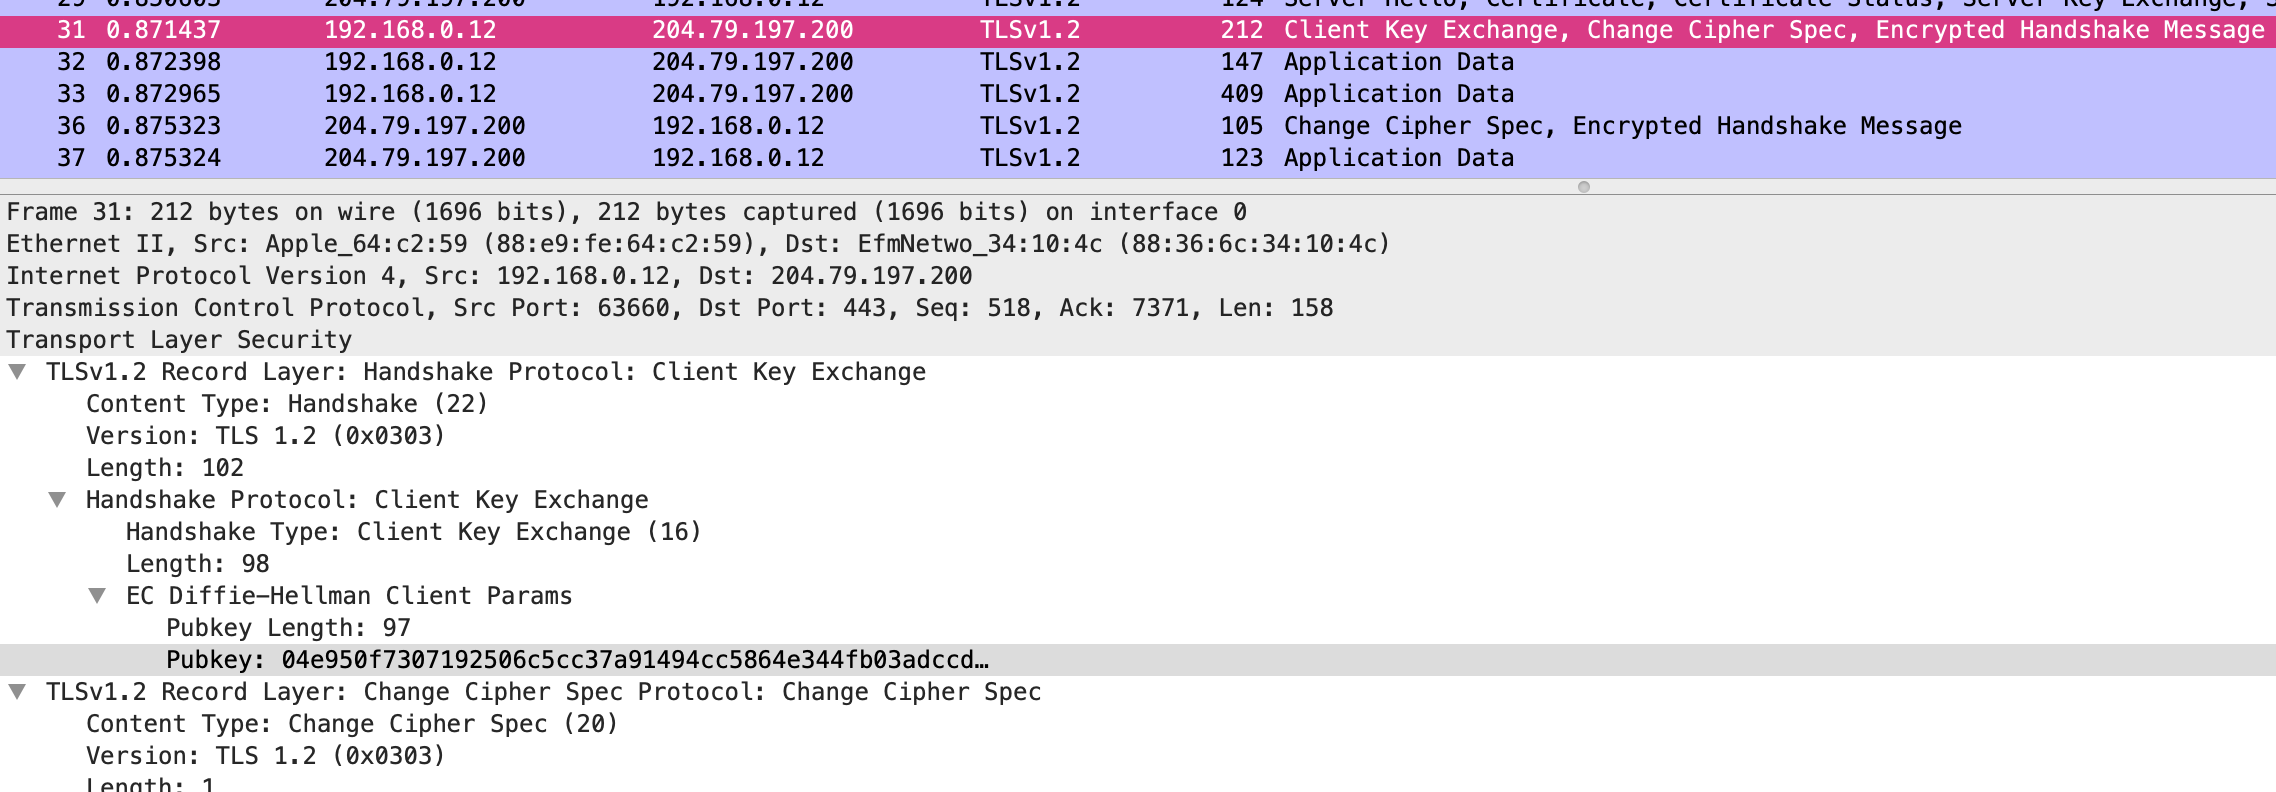 29 0.850603 204.79.197.200 192.168.0.12 TLSv1.2 124 Server Hello, Certificate, Certificate Status, Server Key Exchange,
31 0.871437 192.168.0.12 204.79.197.200 TLSv1.2 212 Client Key Exchange, Change Cipher Spec, Encrypted Handshake Message
32 0.872398 192.168.0.12 204.79.197.200 TLSv1.2 147 Application Data
33 0.872965 192.168.0.12 204.79.197.200 TLSv1.2 409 Application Data
36 0.875323 204.79.197.200 192.168.0.12 TLSv1.2 105 Change Cipher Spec, Encrypted Handshake Message
37 0.875324 204.79.197.200 192.168.0.12 TLSv1.2 123 Application Data
Frame 31: 212 bytes on wire (1696 bits), 212 bytes captured (1696 bits) on interface 0
Ethernet II, Src: Apple_64:c2:59 (88:e9:fe:64:c2:59), Dst: EfmNetwo_34:10:4c (88:36:6c:34:10:4c)
Internet Protocol Version 4, Src: 192.168.0.12, Dst: 204.79.197.200
Transmission Control Protocol, Src Port: 63660, Dst Port: 443, Seq: 518, Ack: 7371, Len: 158
Transport Layer Security
TLSv1.2 Record Layer: Handshake Protocol: Client Key Exchange
Content Type: Handshake (22)
Version: TLS 1.2 (0x0303)
Length: 102
Handshake Protocol: Client Key Exchange
Handshake Type: Client Key Exchange (16)
Length: 98
EC Diffie–Hellman Client Params
Pubkey Length: 97
Pubkey: 04e950f7307192506c5cc37a91494cc5864e344fb03adccd…
TLSv1.2 Record Layer: Change Cipher Spec Protocol: Change Cipher Spec
Content Type: Change Cipher Spec (20)
Version: TLS 1.2 (0x0303)
Length: 1